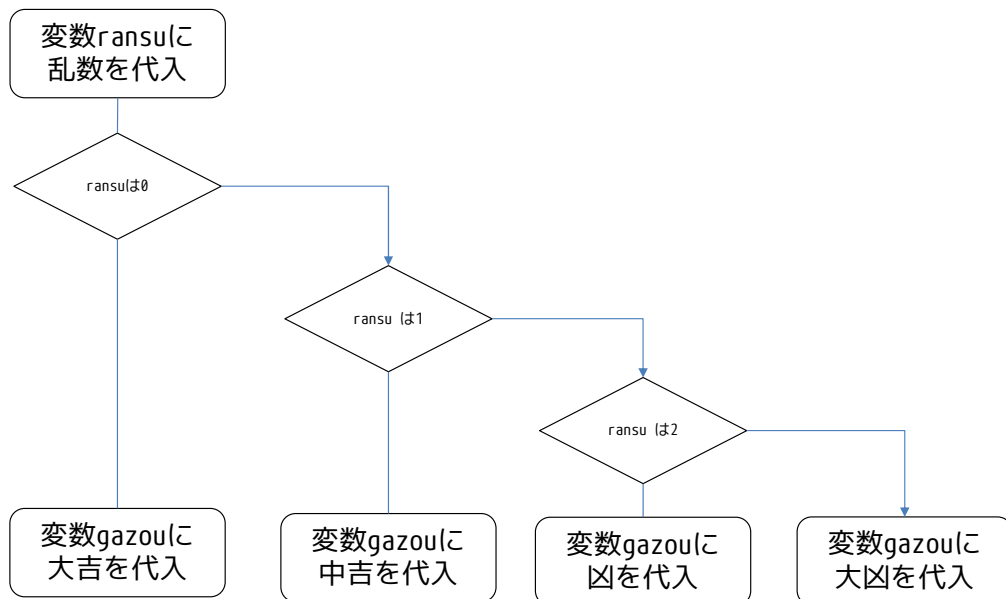 変数ransuに
乱数を代入
ransuは0
ransu は1
ransu は2
変数gazouに
大吉を代入
変数gazouに
中吉を代入
変数gazouに
凶を代入
変数gazouに
大凶を代入